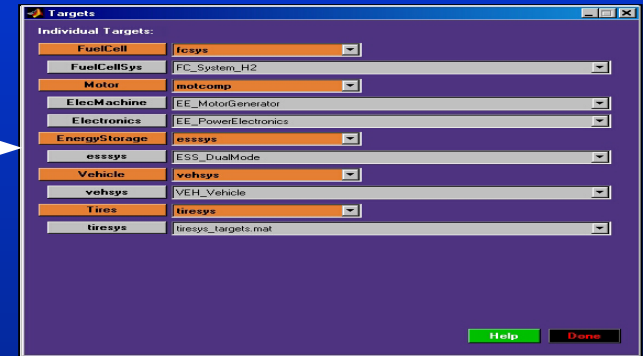 Targets
Individual Targets:
FuelCell fcsys
FuelCellSys FC_System_H2
Motor motcomp
ElecMachine EE_MotorGenerator
Electronics EE_PowerElectronics
EnergyStorage esssys
esssys ESS_DualMode
Vehicle vehsys
vehsys VEH_Vehicle
Tires tiresys
tiresys tiresys_targets.mat
Help Done